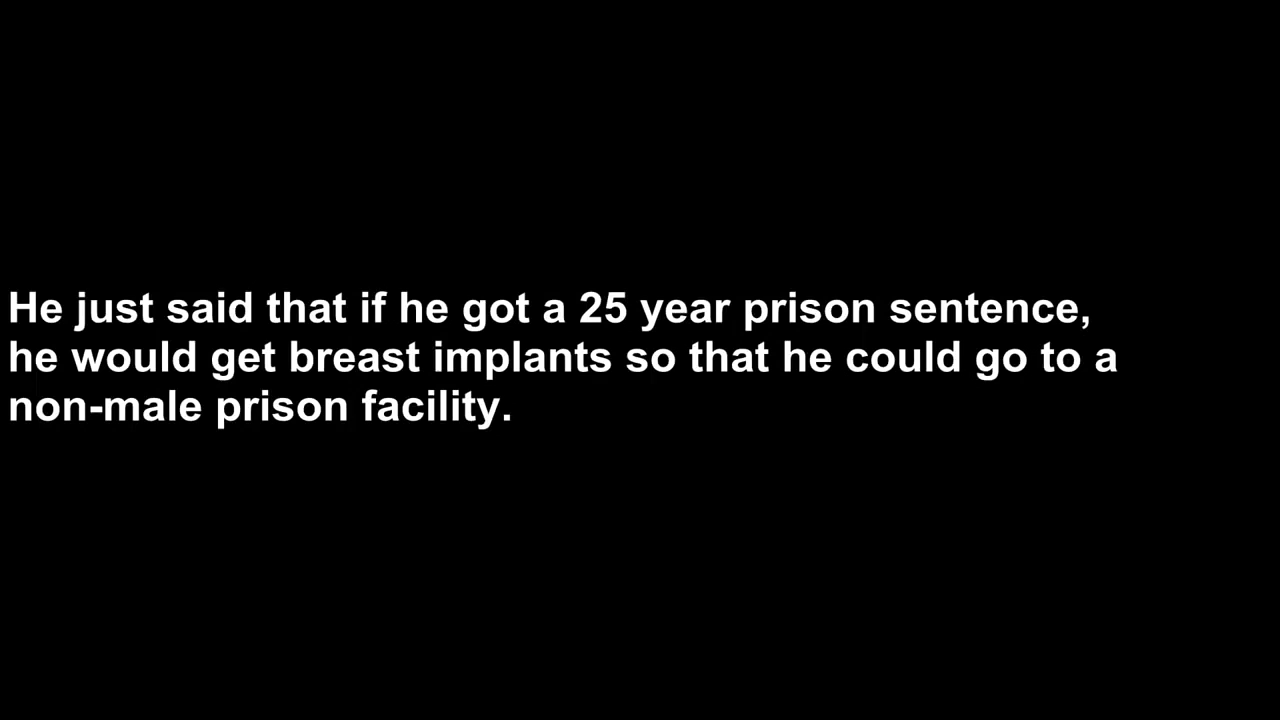 He just said that if he got a 25 year prison sentence,
he would get breast implants so that he could go to a
non-male prison facility.